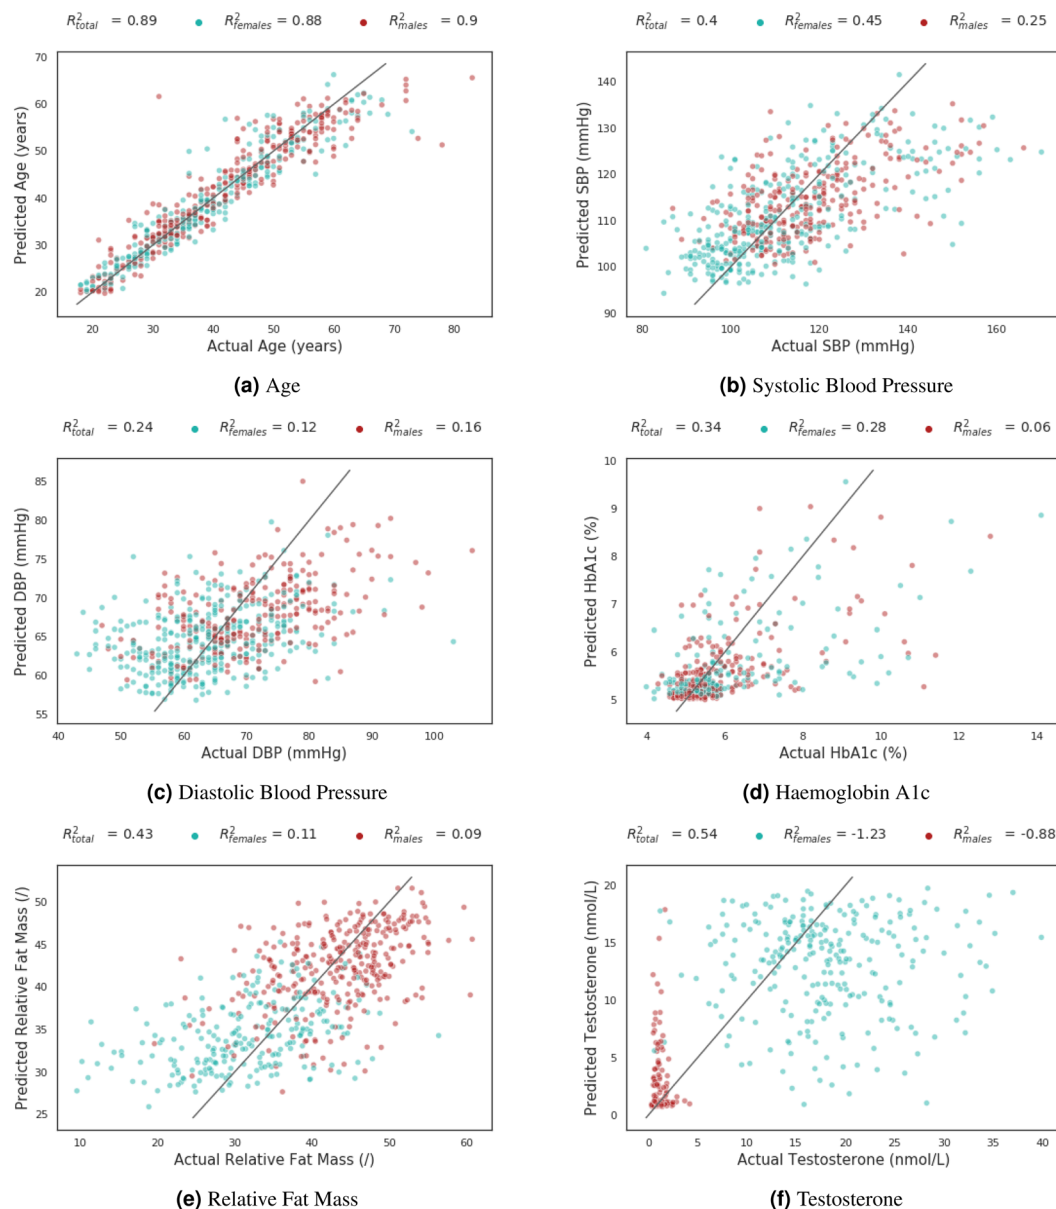 R²total = 0.89 R²females = 0.88 R²males = 0.9
70
60
50
40
30
20
Predicted Age (years)
20 30 40 50 60 70 80
Actual Age (years)
(a) Age
R²total = 0.4 R²females = 0.45 R²males = 0.25
140
130
120
110
100
90
Predicted SBP (mmHg)
80 100 120 140 160
Actual SBP (mmHg)
(b) Systolic Blood Pressure
R²total = 0.24 R²females = 0.12 R²males = 0.16
85
80
75
70
65
60
55
Predicted DBP (mmHg)
40 50 60 70 80 90 100
Actual DBP (mmHg)
(c) Diastolic Blood Pressure
R²total = 0.34 R²females = 0.28 R²males = 0.06
10
9
8
7
6
5
Predicted HbA1c (%)
4 6 8 10 12 14
Actual HbA1c (%)
(d) Haemoglobin A1c
R²total = 0.43 R²females = 0.11 R²males = 0.09
50
45
40
35
30
25
Predicted Relative Fat Mass (/)
10 20 30 40 50 60
Actual Relative Fat Mass (/)
(e) Relative Fat Mass
R²total = 0.54 R²females = -1.23 R²males = -0.88
20
15
10
5
0
Predicted Testosterone (nmol/L)
0 5 10 15 20 25 30 35 40
Actual Testosterone (nmol/L)
(f) Testosterone